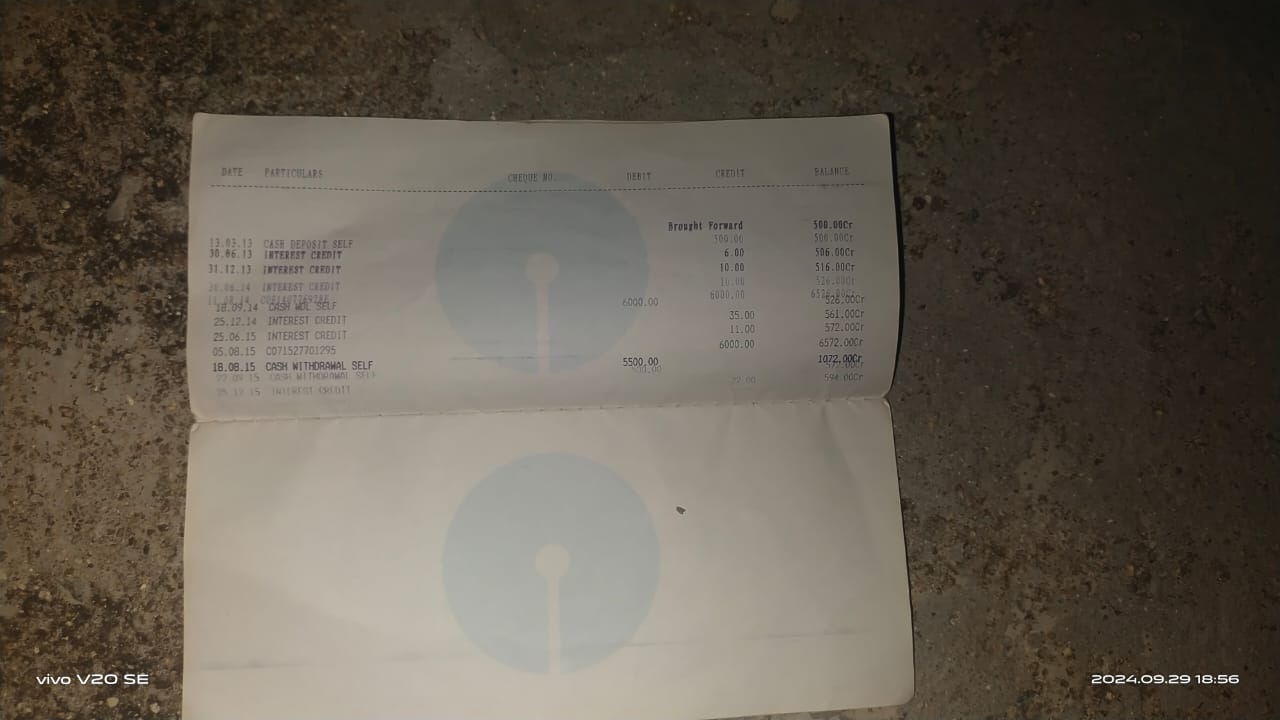 DATE PARTICULARS CHEQUE NO. DEBIT CREDIT BALANCE
Brought Forward 500.00Cr
13.03.13 CASH DEPOSIT SELF 500.00 500.00Cr
30.06.13 INTEREST CREDIT 6.00 506.00Cr
31.12.13 INTEREST CREDIT 10.00 516.00Cr
30.06.14 INTEREST CREDIT 10.00 526.00Cr
6000.00 6526.00Cr
18.09.14 CASH WDL SELF 6000.00 526.00Cr
25.12.14 INTEREST CREDIT 35.00 561.00Cr
25.06.15 INTEREST CREDIT 11.00 572.00Cr
05.08.15 C071527701295 6000.00 6572.00Cr
18.08.15 CASH WITHDRAWAL SELF 5500.00 1072.00Cr
22.09.15 CASH WITHDRAWAL SELF 500.00 572.00Cr
25.12.15 INTEREST CREDIT 22.00 594.00Cr
vivo V20 SE
2024.09.29 18:56